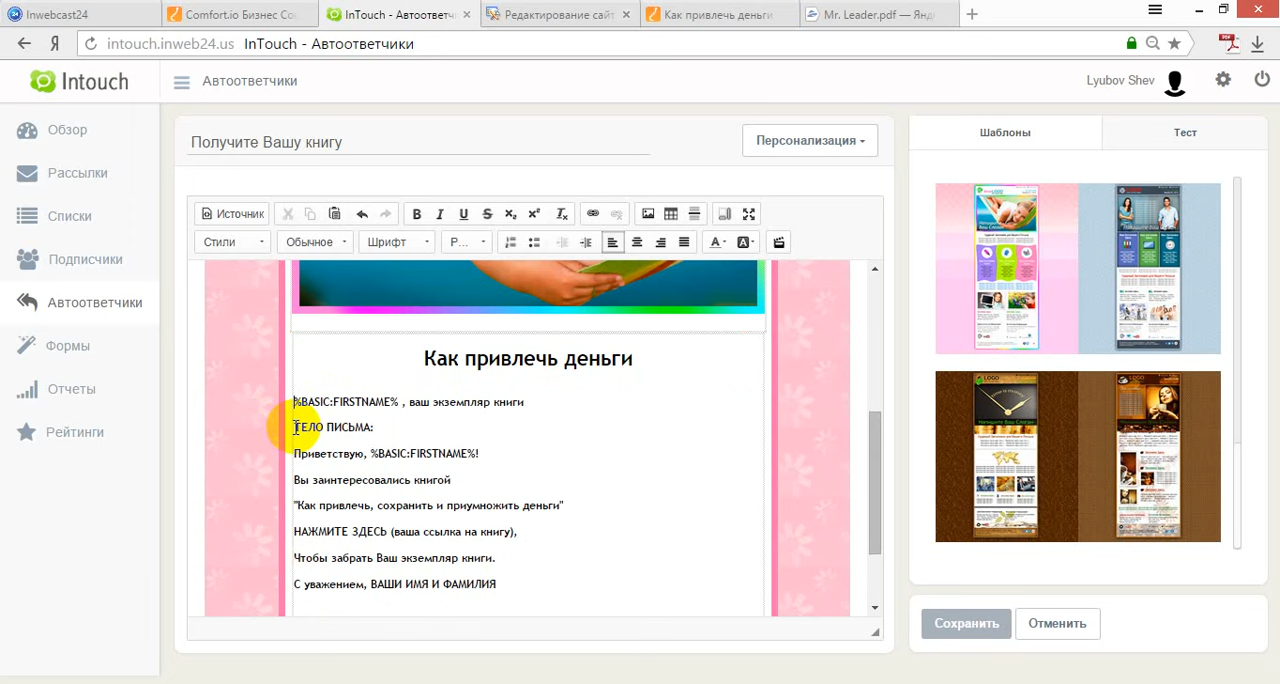 Inwebcast24
Comfort.io Бизнес Соц
InTouch - Автоответч
Редактирование сайт
Как привлечь деньги
Mr. Leader.pdf — Янд
intouch.inweb24.us InTouch - Автоответчики
Intouch
Автоответчики
Lyubov Shev
Обзор
Рассылки
Списки
Подписчики
Автоответчики
Формы
Отчеты
Рейтинги
Получите Вашу книгу
Персонализация
Источник
Стили
Обычное
Шрифт
Р...
Как привлечь деньги
%BASIC:FIRSTNAME% , ваш экземпляр книги
ТЕЛО ПИСЬМА:
Приветствую, %BASIC:FIRSTNAME%!
Вы заинтересовались книгой
"Как привлечь, сохранить и приумножить деньги"
НАЖМИТЕ ЗДЕСЬ (ваша ссылка на книгу),
Чтобы забрать Ваш экземпляр книги.
С уважением, ВАШИ ИМЯ И ФАМИЛИЯ
Шаблоны
Тест
Сохранить
Отменить